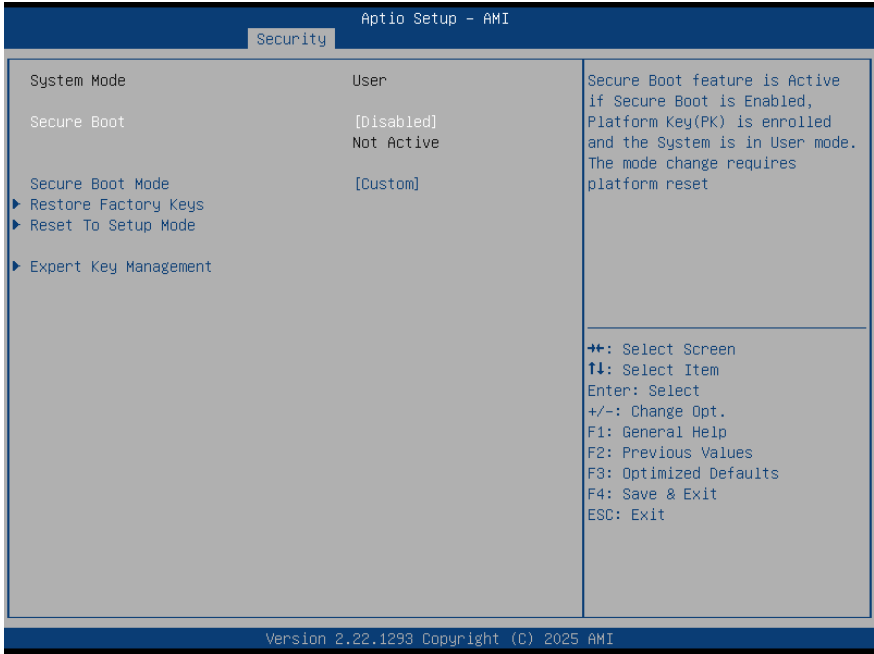 Aptio Setup – AMI
Security
System Mode User
Secure Boot [Disabled]
Not Active
Secure Boot Mode [Custom]
Restore Factory Keys
Reset To Setup Mode
Expert Key Management
Secure Boot feature is Active
if Secure Boot is Enabled,
Platform Key(PK) is enrolled
and the System is in User mode.
The mode change requires
platform reset
→←: Select Screen
↑↓: Select Item
Enter: Select
+/-: Change Opt.
F1: General Help
F2: Previous Values
F3: Optimized Defaults
F4: Save & Exit
ESC: Exit
Version 2.22.1293 Copyright (C) 2025 AMI